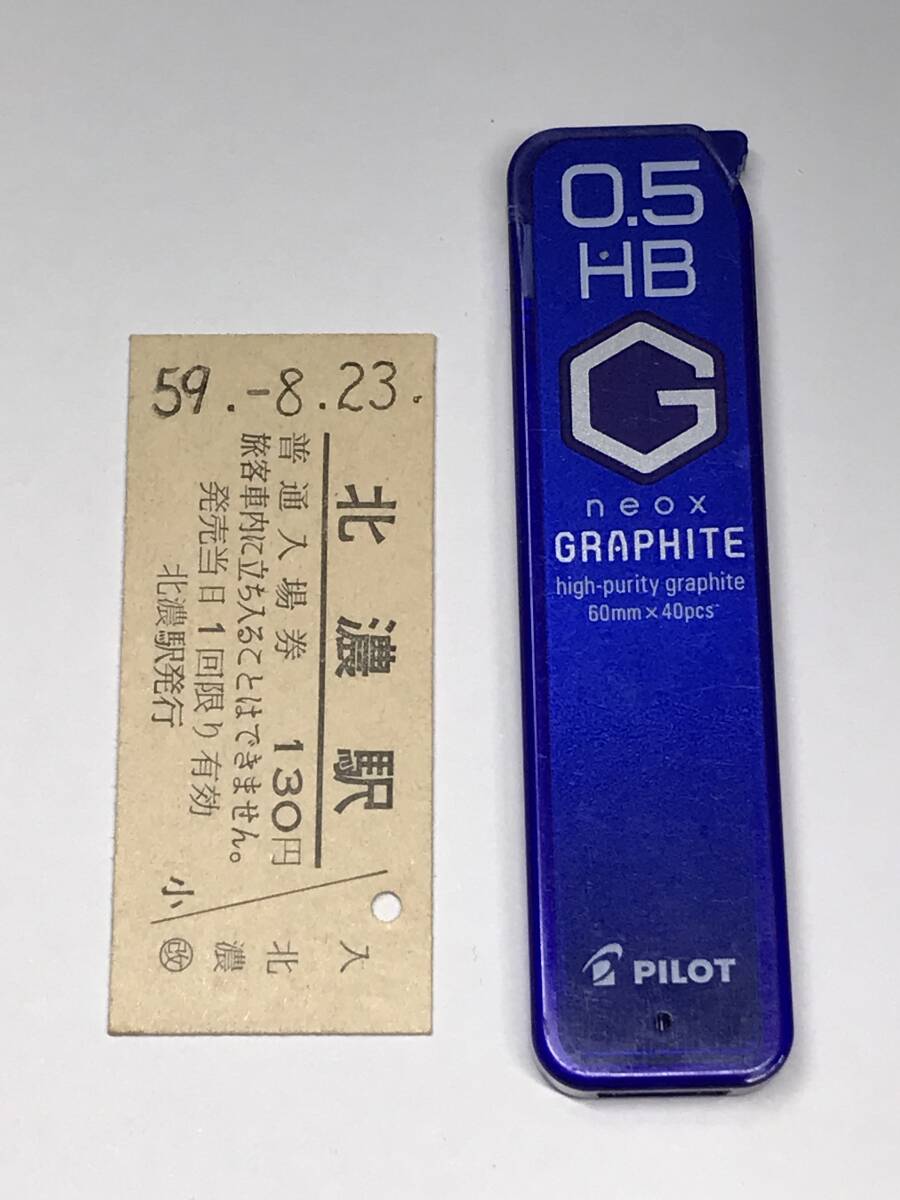 59.-8.23
北濃駅
普通入場券 130円
旅客車内に立ち入ることはできません。
発売当日1回限り有効
北濃駅発行
小
入
北
濃
改
0.5
HB
G
neox
GRAPHITE
high-purity graphite
60mm×40pcs
PILOT